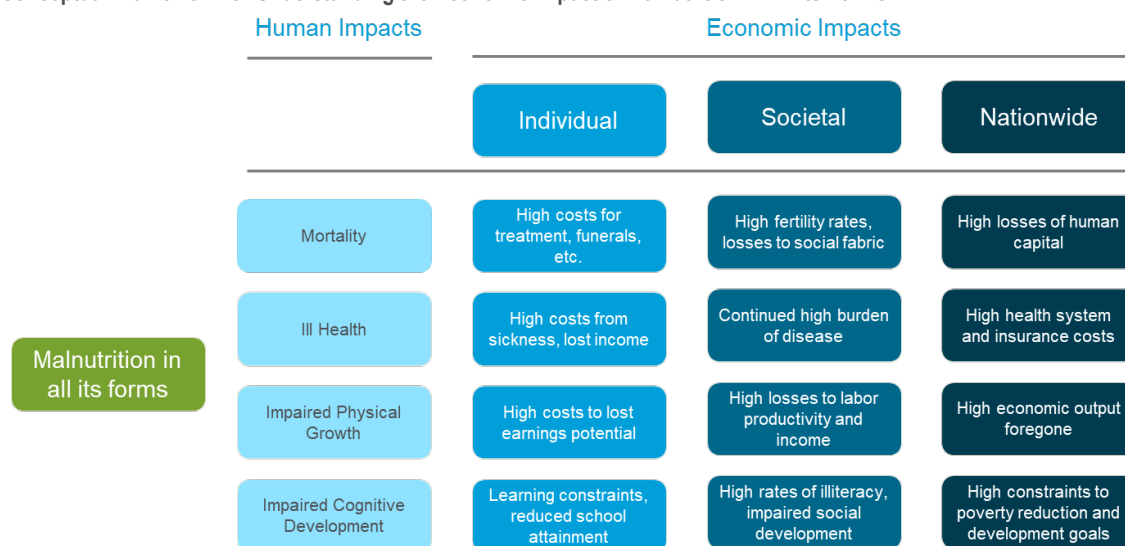 Human Impacts
Economic Impacts
Individual
Societal
Nationwide
Mortality
High costs for
treatment, funerals,
etc.
High fertility rates,
losses to social fabric
High losses of human
capital
Ill Health
High costs from
sickness, lost income
Continued high burden
of disease
High health system
and insurance costs
Malnutrition in
all its forms
Impaired Physical
Growth
High costs to lost
earnings potential
High losses to labor
productivity and
income
High economic output
foregone
Impaired Cognitive
Development
Learning constraints,
reduced school
attainment
High rates of illiteracy,
impaired social
development
High constraints to
poverty reduction and
development goals